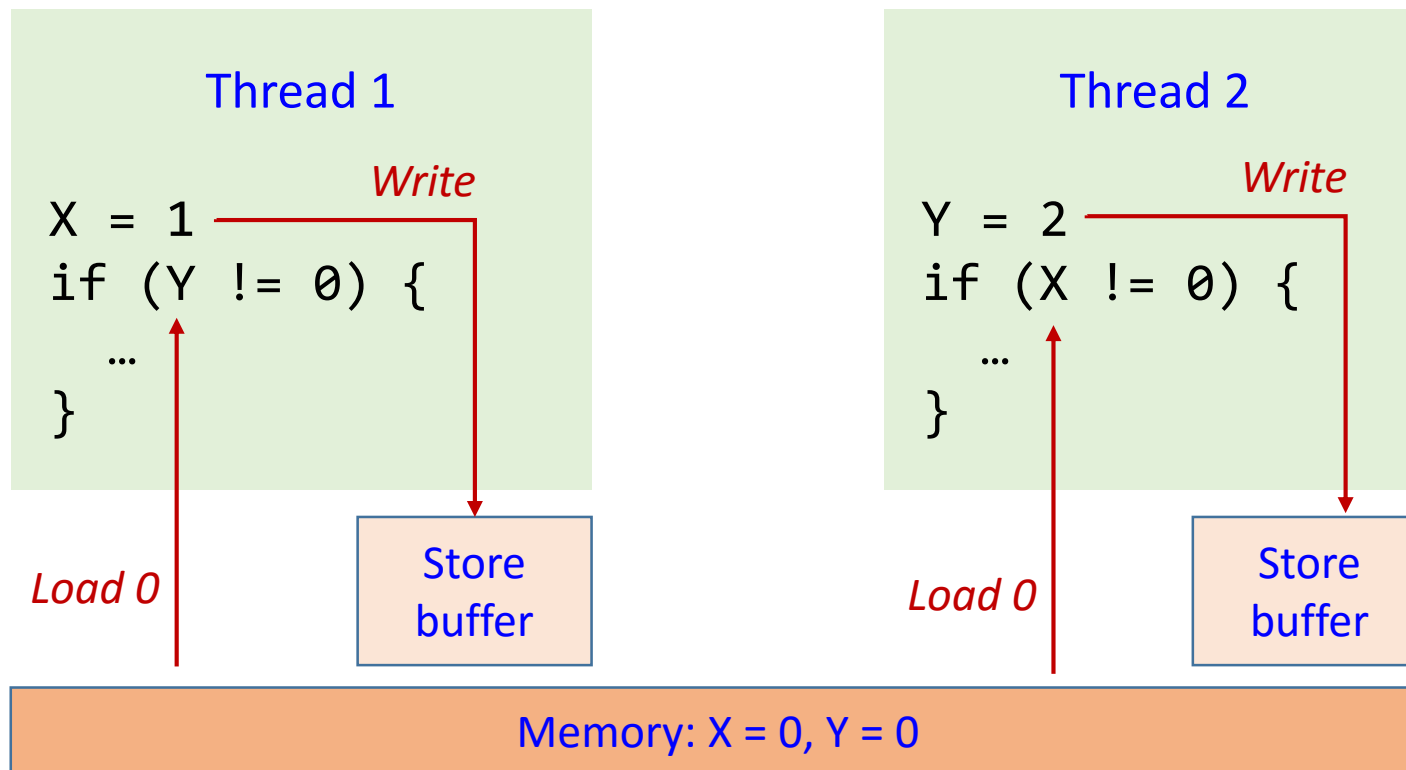 Thread 1
Write
X = 1
if (Y != 0) {
…
}
Load 0
Store
buffer
Thread 2
Write
Y = 2
if (X != 0) {
…
}
Load 0
Store
buffer
Memory: X = 0, Y = 0